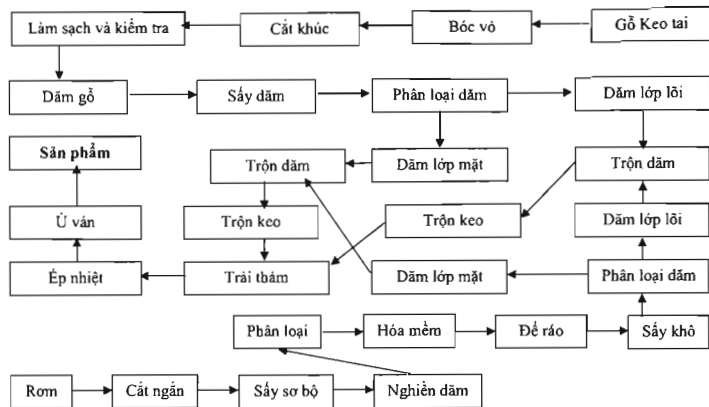 Làm sạch và kiểm tra
Cắt khúc
Bóc vỏ
Gỗ Keo tai
Dăm gỗ
Sấy dăm
Phân loại dăm
Dăm lớp lõi
Sản phẩm
Trộn dăm
Dăm lớp mặt
Trộn dăm
Ủ ván
Trộn keo
Trộn keo
Dăm lớp lõi
Ép nhiệt
Trải thảm
Dăm lớp mặt
Phân loại dăm
Phân loại
Hóa mềm
Để ráo
Sấy khô
Rơm
Cắt ngắn
Sấy sơ bộ
Nghiền dăm